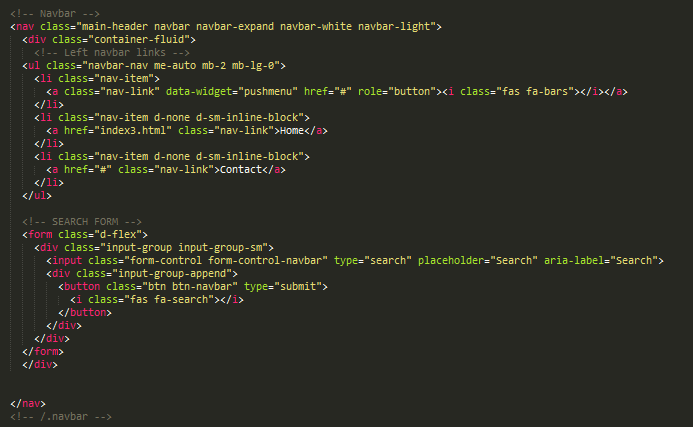 <!-- Navbar -->
<nav class="main-header navbar navbar-expand navbar-white navbar-light">
<div class="container-fluid">
<!-- Left navbar links -->
<ul class="navbar-nav me-auto mb-2 mb-lg-0">
<li class="nav-item">
<a class="nav-link" data-widget="pushmenu" href="#" role="button"><i class="fas fa-bars"></i></a>
</li>
<li class="nav-item d-none d-sm-inline-block">
<a href="index3.html" class="nav-link">Home</a>
</li>
<li class="nav-item d-none d-sm-inline-block">
<a href="#" class="nav-link">Contact</a>
</li>
</ul>
<!-- SEARCH FORM -->
<form class="d-flex">
<div class="input-group input-group-sm">
<input class="form-control form-control-navbar" type="search" placeholder="Search" aria-label="Search">
<div class="input-group-append">
<button class="btn btn-navbar" type="submit">
<i class="fas fa-search"></i>
</button>
</div>
</div>
</form>
</div>
</nav>
<!-- /.navbar -->